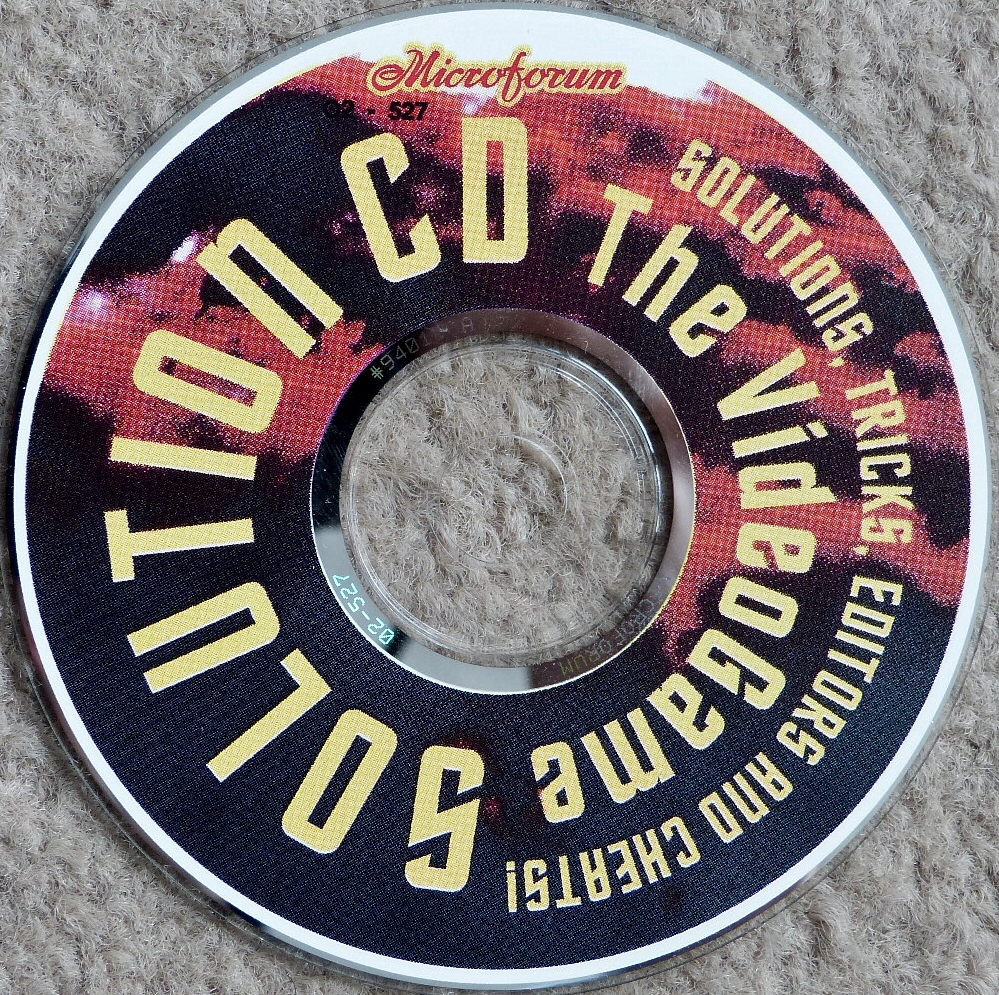 Microforum
02 - 527
The VideoGame SOLUTION CD
SOLUTIONS, TRICKS, EDITORS AND CHEATS!
02-527